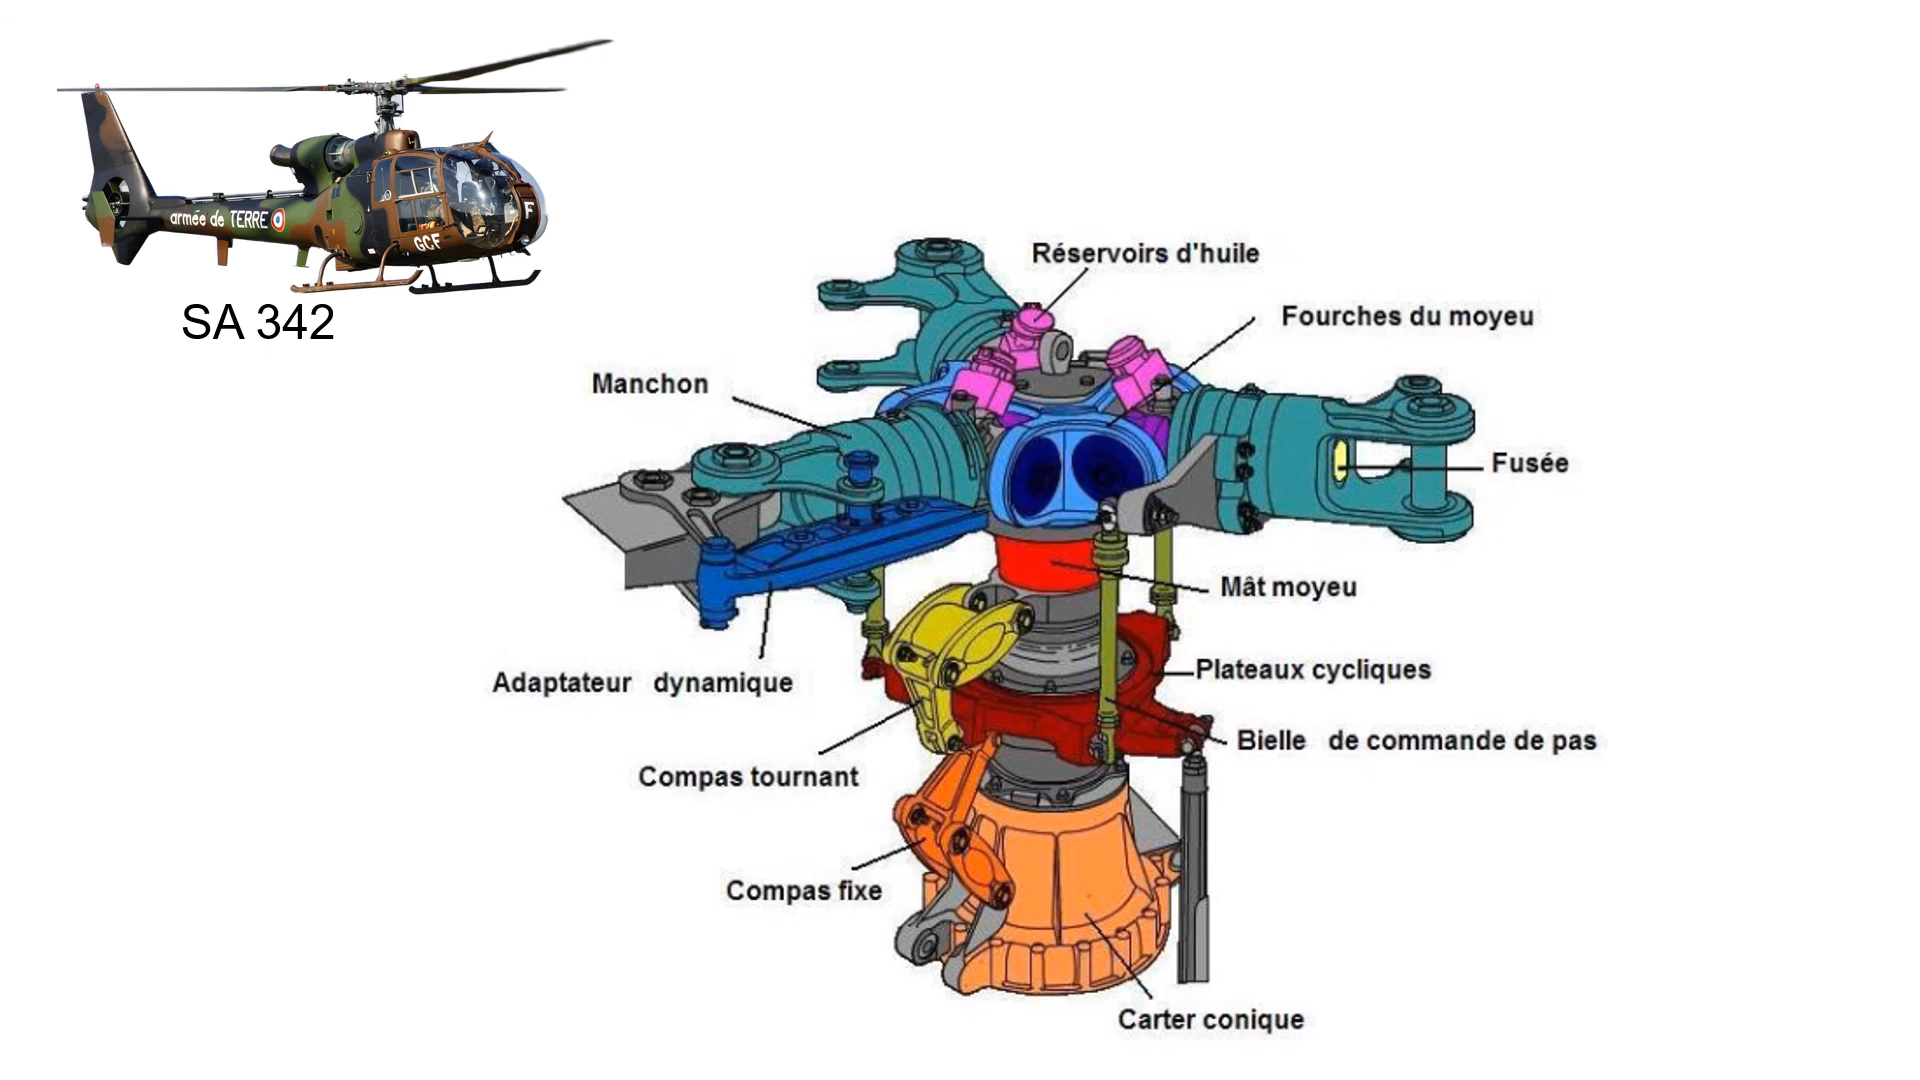 armée de TERRE
GCF
F
SA 342
Réservoirs d'huile
Fourches du moyeu
Manchon
Fusée
Mât moyeu
Plateaux cycliques
Adaptateur dynamique
Bielle de commande de pas
Compas tournant
Compas fixe
Carter conique